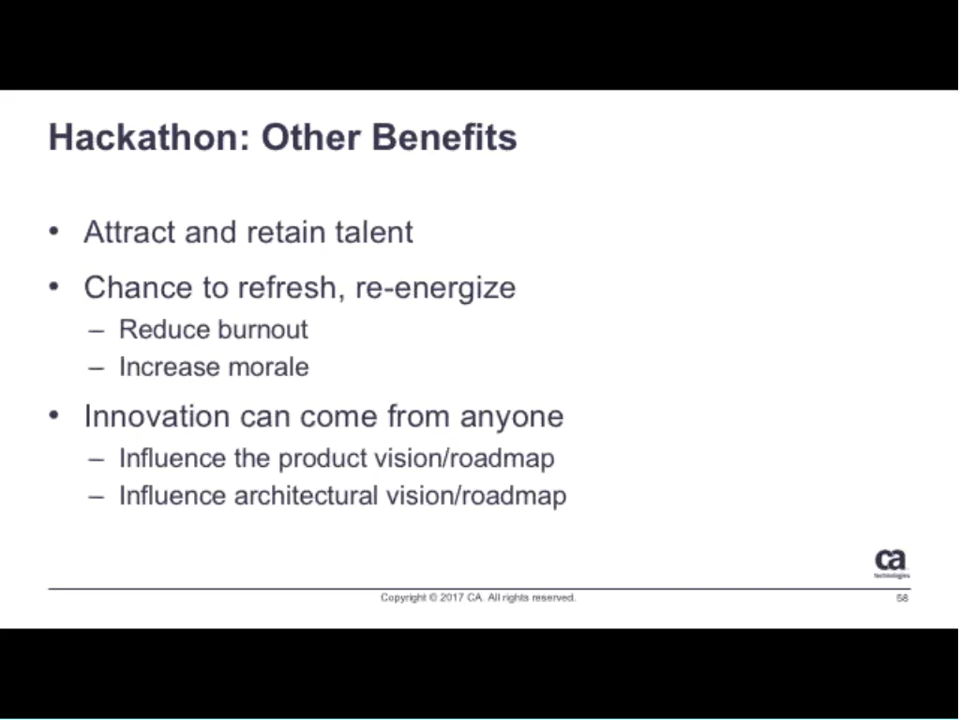 Hackathon: Other Benefits
• Attract and retain talent
• Chance to refresh, re-energize
– Reduce burnout
– Increase morale
• Innovation can come from anyone
– Influence the product vision/roadmap
– Influence architectural vision/roadmap
ca
technologies
Copyright © 2017 CA. All rights reserved.
58